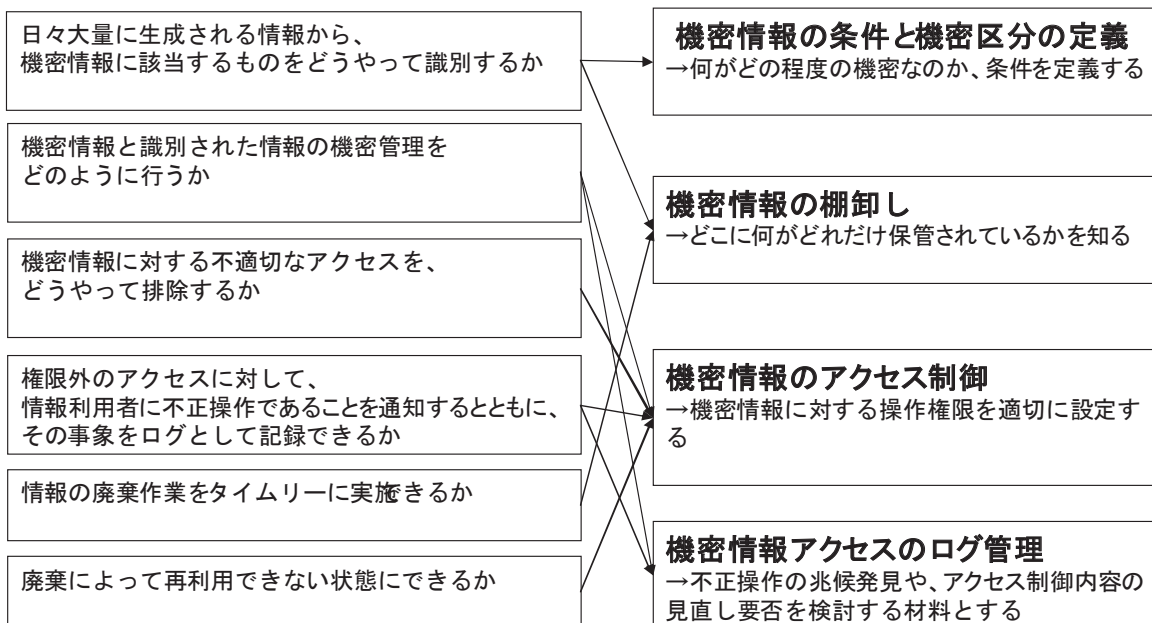 日々大量に生成される情報から、
機密情報に該当するものをどうやって識別するか
機密情報と識別された情報の機密管理を
どのように行うか
機密情報に対する不適切なアクセスを、
どうやって排除するか
権限外のアクセスに対して、
情報利用者に不正操作であることを通知するとともに、
その事象をログとして記録できるか
情報の廃棄作業をタイムリーに実施できるか
廃棄によって再利用できない状態にできるか
機密情報の条件と機密区分の定義
→何がどの程度の機密なのか、条件を定義する
機密情報の棚卸し
→どこに何がどれだけ保管されているかを知る
機密情報のアクセス制御
→機密情報に対する操作権限を適切に設定す
る
機密情報アクセスのログ管理
→不正操作の兆候発見や、アクセス制御内容の
見直し要否を検討する材料とする